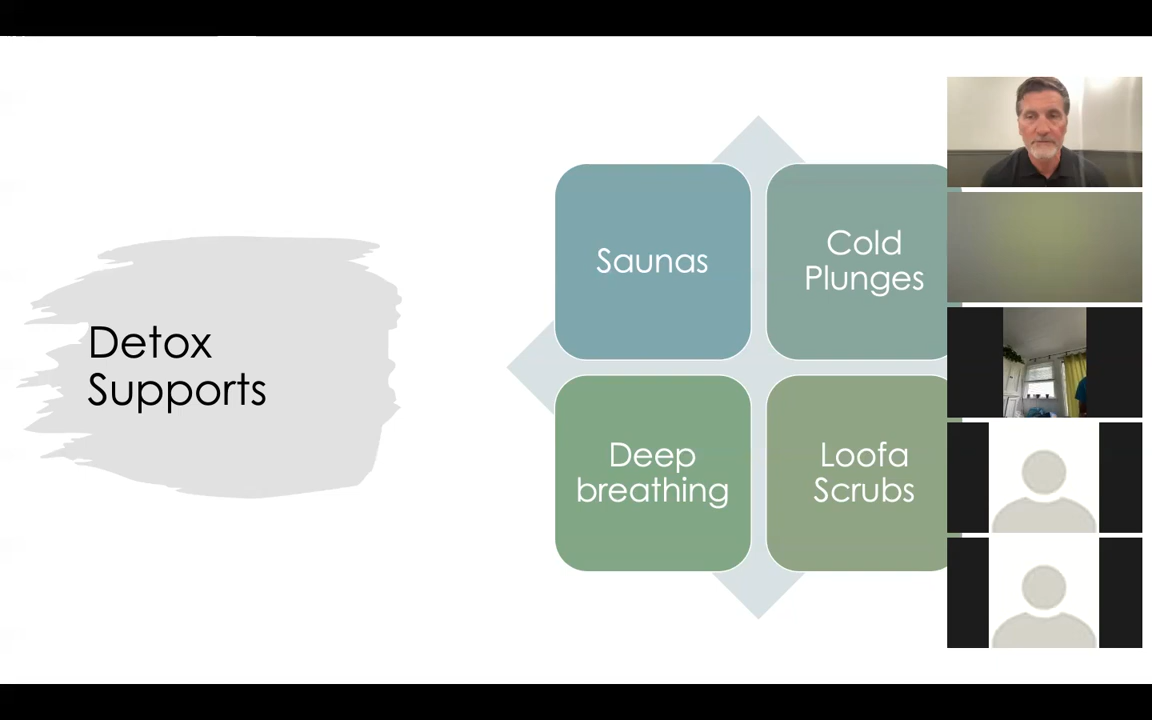 Detox
Supports
Saunas
Cold
Plunges
Deep
breathing
Loofa
Scrubs